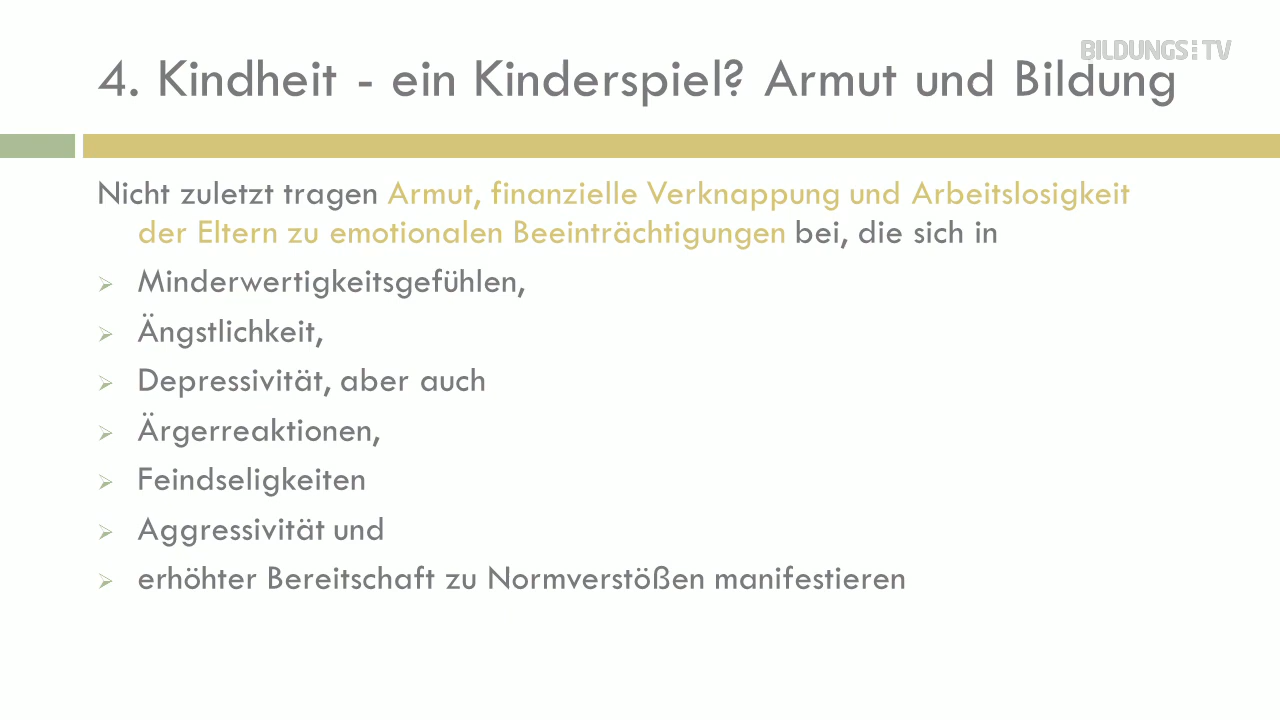 BILDUNGS:TV
4. Kindheit - ein Kinderspiel? Armut und Bildung
Nicht zuletzt tragen Armut, finanzielle Verknappung und Arbeitslosigkeit
der Eltern zu emotionalen Beeinträchtigungen bei, die sich in
Minderwertigkeitsgefühlen,
Ängstlichkeit,
Depressivität, aber auch
Ärgerreaktionen,
Feindseligkeiten
Aggressivität und
erhöhter Bereitschaft zu Normverstößen manifestieren